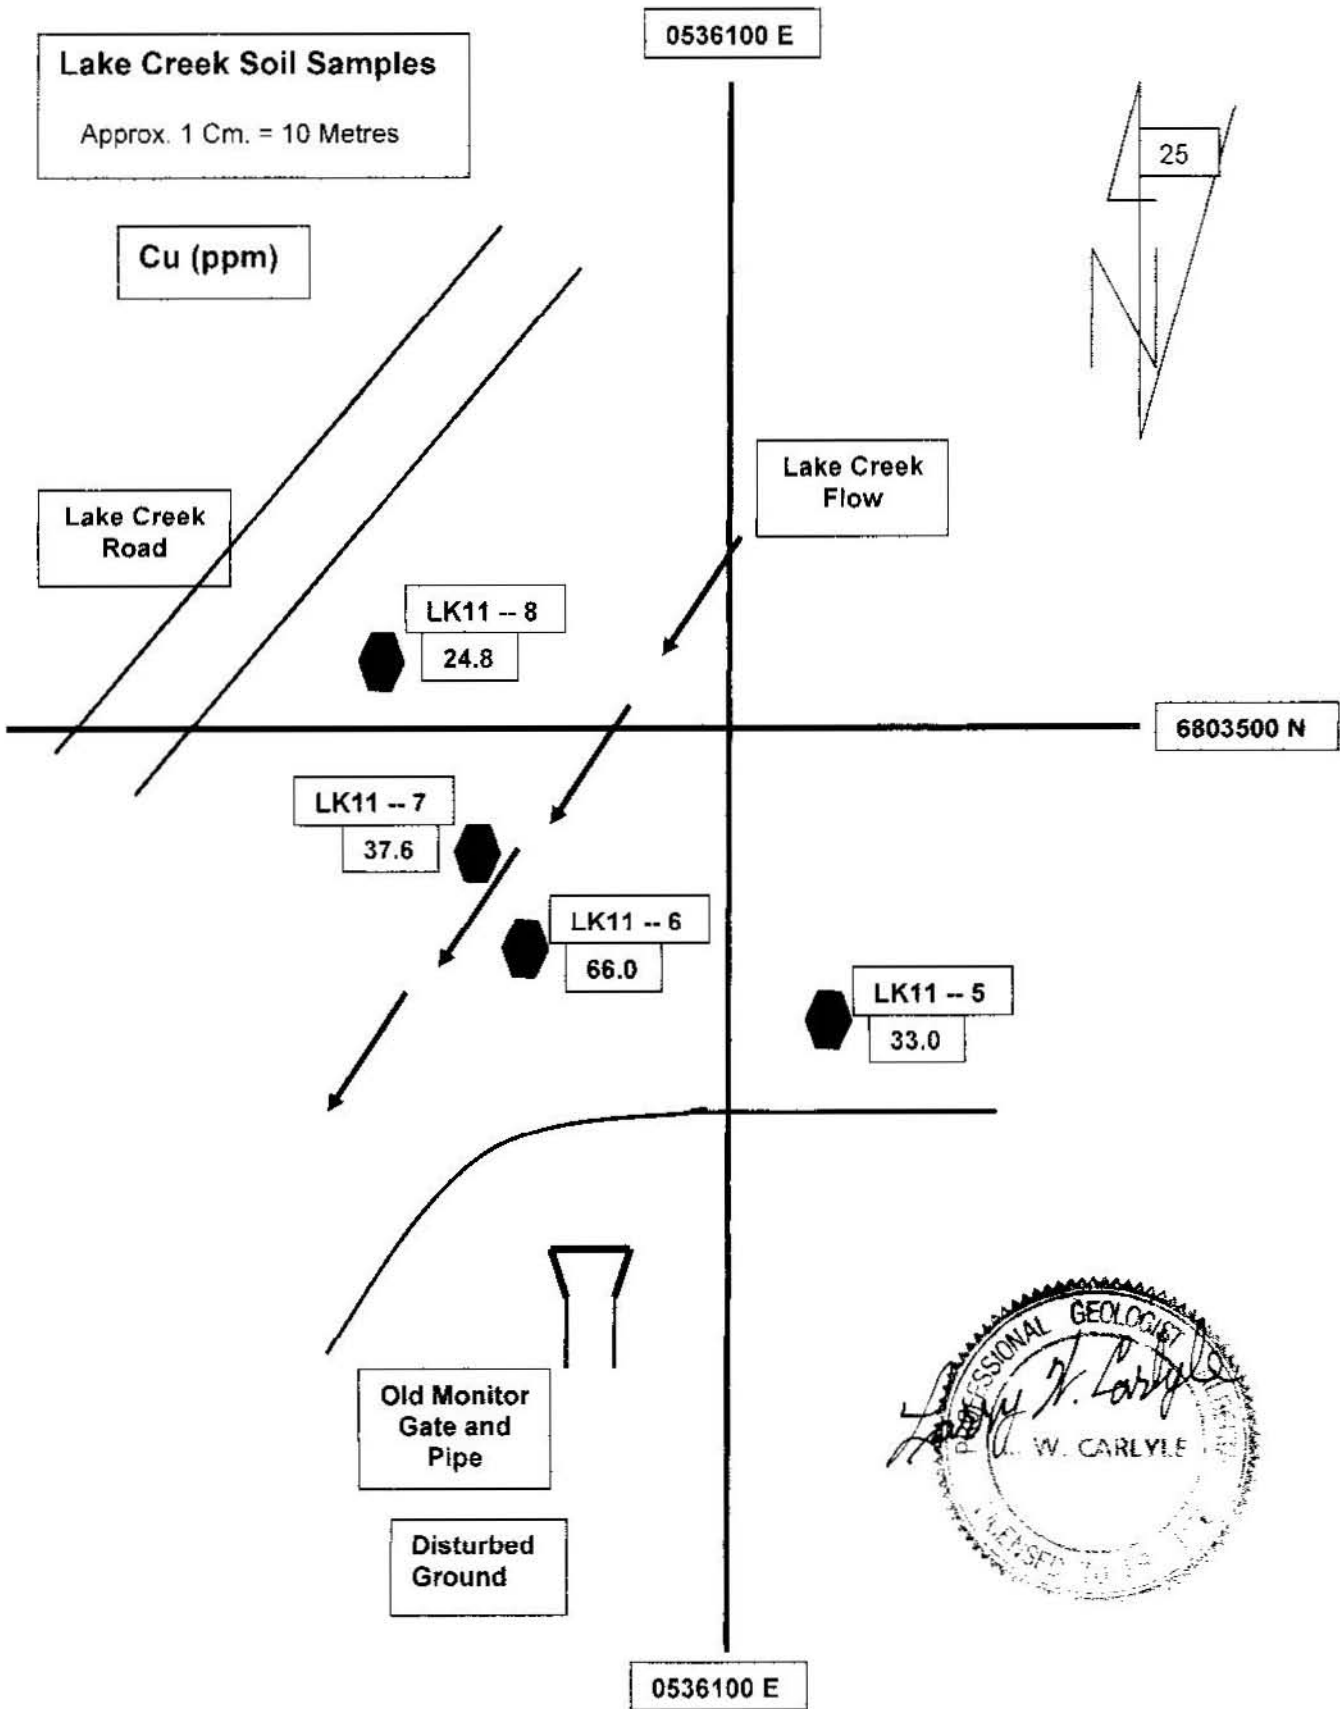 0536100 E
Lake Creek Soil Samples
Approx. 1 Cm. = 10 Metres
25
Cu (ppm)
N
Lake Creek
Flow
Lake Creek
Road
LK11 -- 8
24.8
6803500 N
LK11 -- 7
37.6
LK11 -- 6
66.0
LK11 -- 5
33.0
Old Monitor
Gate and
Pipe
Disturbed
Ground
PROFESSIONAL GEOLOGIST
W. Carlyle
W. CARLYLE
0536100 E